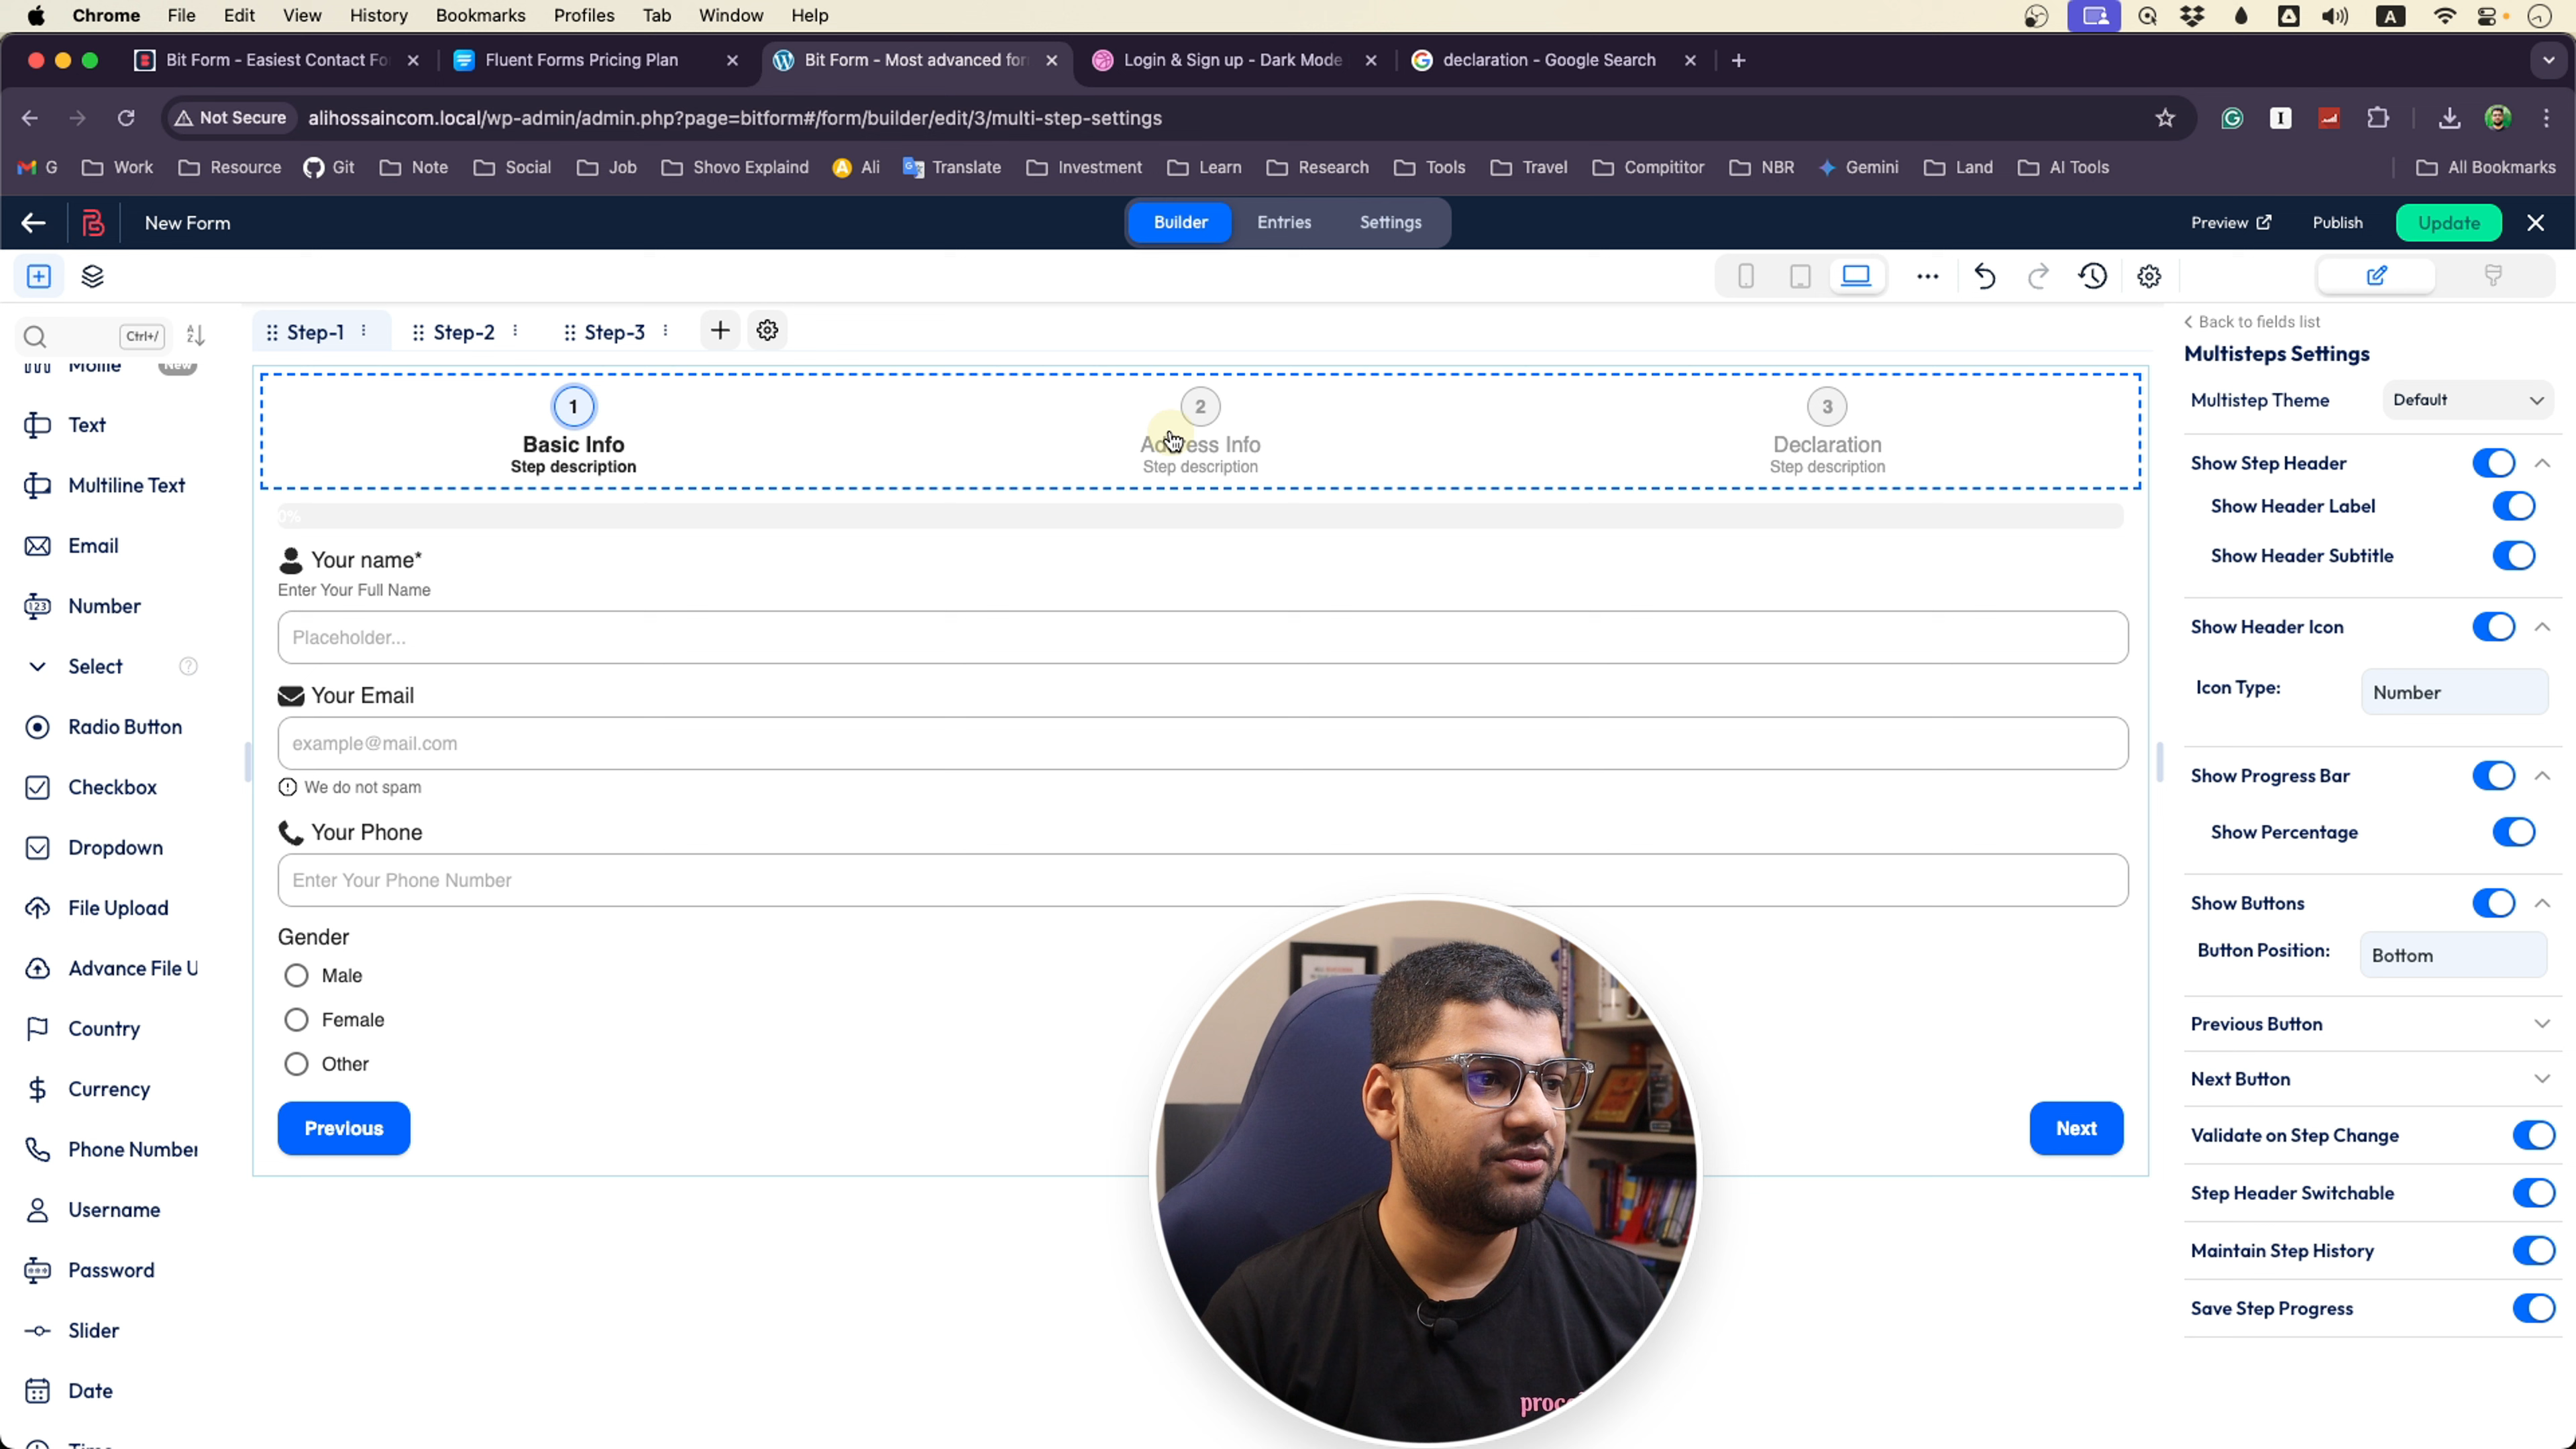 Chrome File Edit View History Bookmarks Profiles Tab Window Help
A
Bit Form - Easiest Contact Fo
Fluent Forms Pricing Plan
Bit Form - Most advanced for
Login & Sign up - Dark Mode
declaration - Google Search
Not Secure alihossaincom.local/wp-admin/admin.php?page=bitform#/form/builder/edit/3/multi-step-settings
G Work Resource Git Note Social Job Shovo Explaind Ali Translate Investment Learn Research Tools Travel Compititor NBR Gemini Land AI Tools All Bookmarks
New Form
Builder Entries Settings
Preview Publish Update
Ctrl+/
Step-1 Step-2 Step-3
Back to fields list
Multisteps Settings
Multistep Theme Default
Show Step Header
Show Header Label
Show Header Subtitle
Show Header Icon
Icon Type: Number
Show Progress Bar
Show Percentage
Show Buttons
Button Position: Bottom
Previous Button
Next Button
Validate on Step Change
Step Header Switchable
Maintain Step History
Save Step Progress
Mollie New
Text
Multiline Text
Email
Number
Select
Radio Button
Checkbox
Dropdown
File Upload
Advance File U
Country
Currency
Phone Number
Username
Password
Slider
Date
Time
1 2 3
Basic Info Address Info Declaration
Step description Step description Step description
0%
Your name*
Enter Your Full Name
Placeholder...
Your Email
example@mail.com
We do not spam
Your Phone
Enter Your Phone Number
Gender
Male
Female
Other
Previous Next